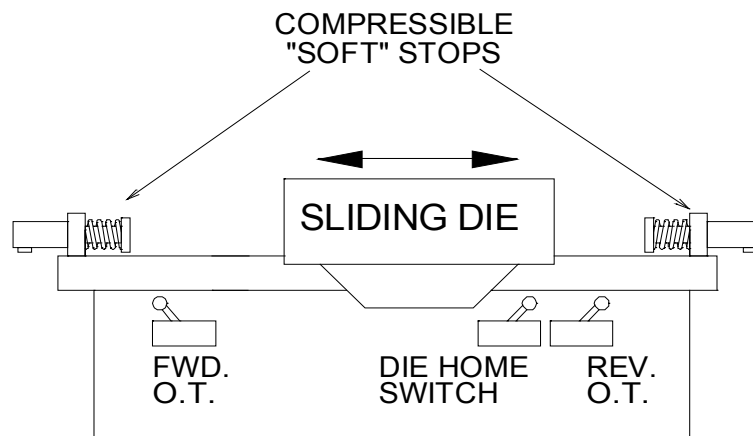 COMPRESSIBLE
"SOFT" STOPS
SLIDING DIE
FWD.
O.T.
DIE HOME
SWITCH
REV.
O.T.